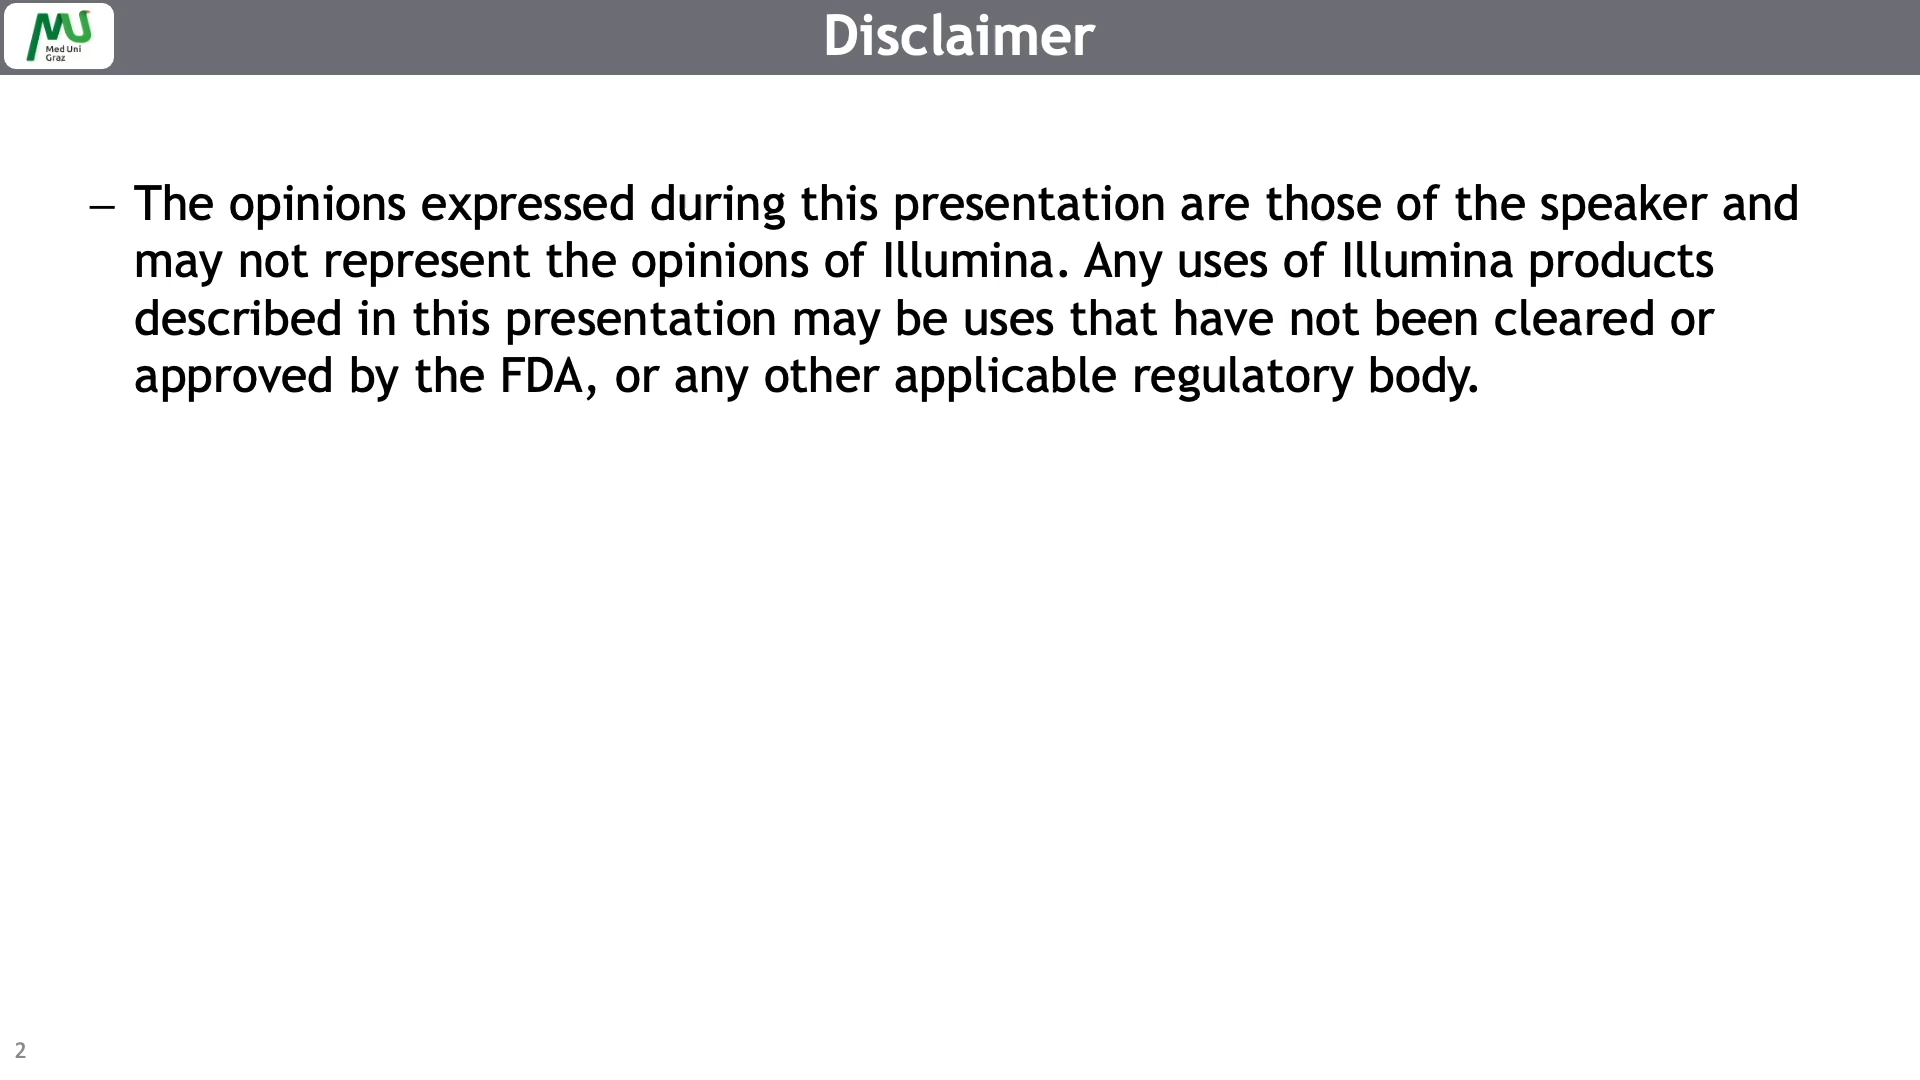 Med Uni
Graz
Disclaimer
– The opinions expressed during this presentation are those of the speaker and
may not represent the opinions of Illumina. Any uses of Illumina products
described in this presentation may be uses that have not been cleared or
approved by the FDA, or any other applicable regulatory body.
2